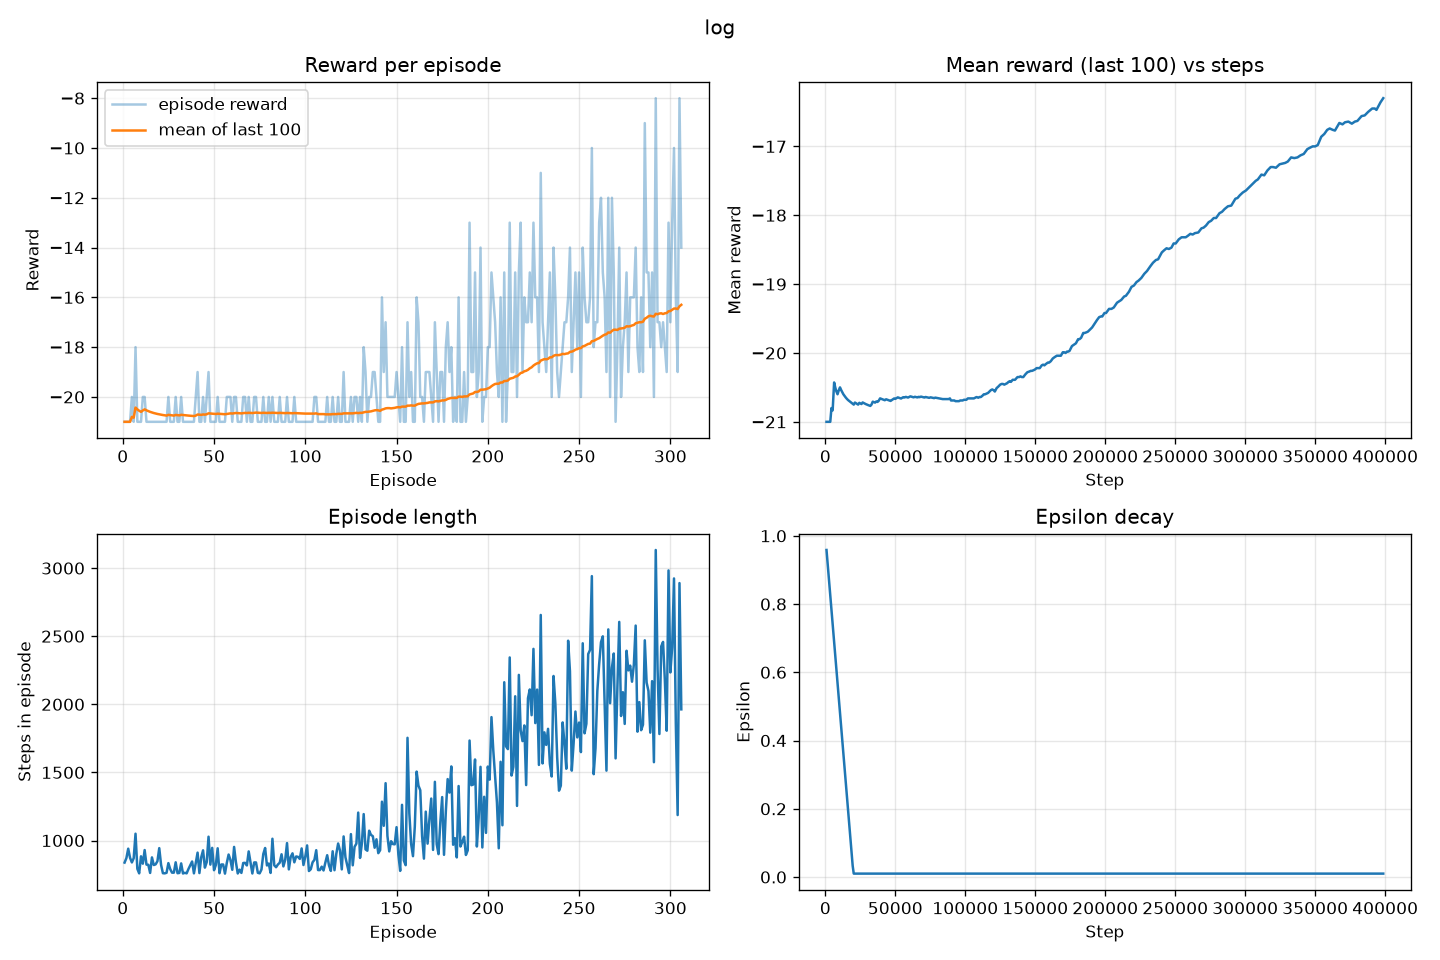 log
Reward per episode
episode reward
mean of last 100
−8
−10
−12
−14
−16
−18
−20
Reward
0 50 100 150 200 250 300
Episode
Mean reward (last 100) vs steps
−17
−18
−19
−20
−21
Mean reward
0 50000 100000 150000 200000 250000 300000 350000 400000
Step
Episode length
3000
2500
2000
1500
1000
Steps in episode
0 50 100 150 200 250 300
Episode
Epsilon decay
1.0
0.8
0.6
0.4
0.2
0.0
Epsilon
0 50000 100000 150000 200000 250000 300000 350000 400000
Step